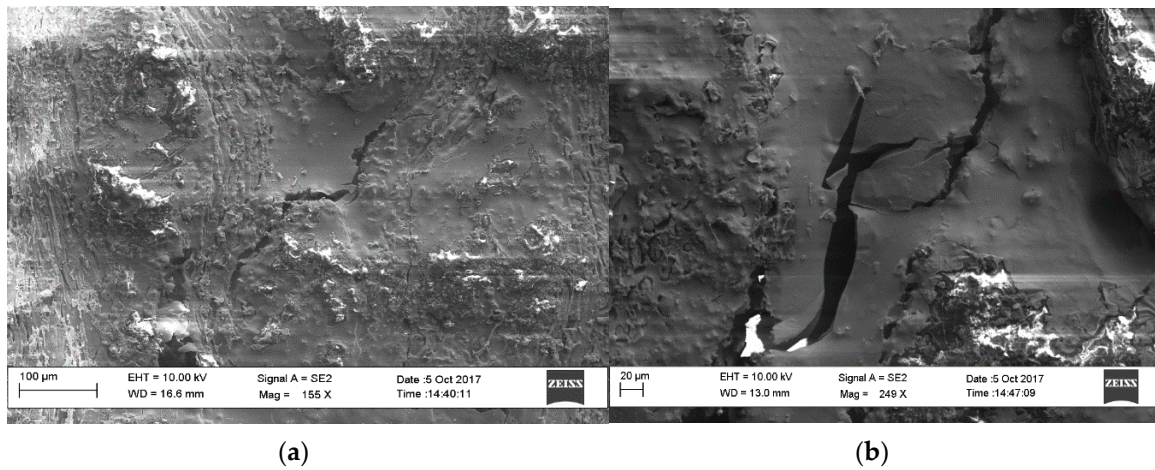 100 µm
EHT = 10.00 kV
Signal A = SE2
Date :5 Oct 2017
WD = 16.6 mm
Mag = 155 X
Time :14:40:11
ZEISS
20 µm
EHT = 10.00 kV
Signal A = SE2
Date :5 Oct 2017
WD = 13.0 mm
Mag = 249 X
Time :14:47:09
ZEISS
(a)
(b)